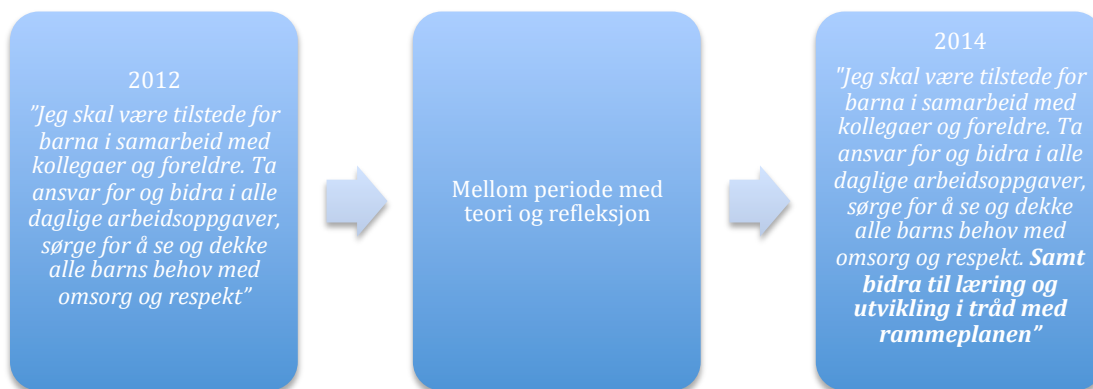 2012
"Jeg skal være tilstede for
barna i samarbeid med
kollegaer og foreldre. Ta
ansvar for og bidra i alle
daglige arbeidsoppgaver,
sørge for å se og dekke
alle barns behov med
omsorg og respekt"
Mellom periode med
teori og refleksjon
2014
"Jeg skal være tilstede for
barna i samarbeid med
kollegaer og foreldre. Ta
ansvar for og bidra i alle
daglige arbeidsoppgaver,
sørge for å se og dekke
alle barns behov med
omsorg og respekt. Samt
bidra til læring og
utvikling i tråd med
rammeplanen"